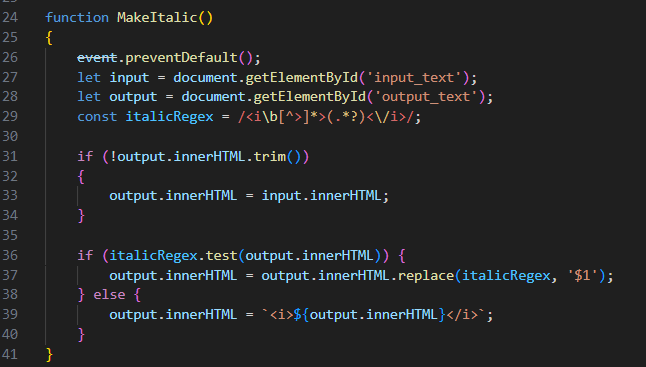 24 function MakeItalic()
25 {
26     event.preventDefault();
27     let input = document.getElementById('input_text');
28     let output = document.getElementById('output_text');
29     const italicRegex = /<i\b[^>]*>(.*?)<\/i>/;
30
31     if (!output.innerHTML.trim())
32     {
33         output.innerHTML = input.innerHTML;
34     }
35
36     if (italicRegex.test(output.innerHTML)) {
37         output.innerHTML = output.innerHTML.replace(italicRegex, '$1');
38     } else {
39         output.innerHTML = `<i>${output.innerHTML}</i>`;
40     }
41 }